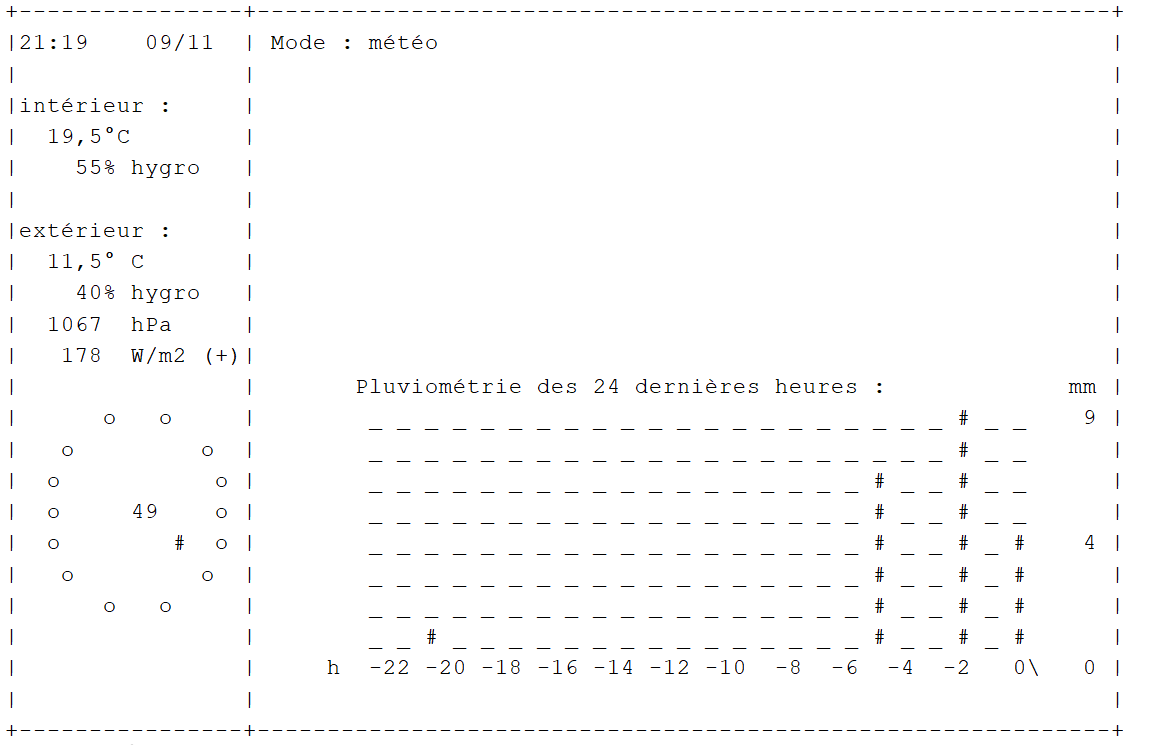 +----------------+-------------------------------------------------------------+
|21:19    09/11  | Mode : météo                                                |
|                |                                                             |
|intérieur :     |                                                             |
|  19,5°C        |                                                             |
|    55% hygro   |                                                             |
|                |                                                             |
|extérieur :     |                                                             |
|  11,5° C       |                                                             |
|    40% hygro   |                                                             |
|  1067  hPa     |                                                             |
|   178  W/m2 (+)|                                                             |
|                |       Pluviométrie des 24 dernières heures :             mm |
|      o   o     |        _ _ _ _ _ _ _ _ _ _ _ _ _ _ _ _ _ _ _ _ _ # _ _    9 |
|   o         o  |        _ _ _ _ _ _ _ _ _ _ _ _ _ _ _ _ _ _ _ _ _ # _ _      |
|  o           o |        _ _ _ _ _ _ _ _ _ _ _ _ _ _ _ _ _ _ # _ _ # _ _      |
|  o     49    o |        _ _ _ _ _ _ _ _ _ _ _ _ _ _ _ _ _ _ # _ _ # _ _      |
|  o        #  o |        _ _ _ _ _ _ _ _ _ _ _ _ _ _ _ _ _ _ # _ _ # _ #    4 |
|   o         o  |        _ _ _ _ _ _ _ _ _ _ _ _ _ _ _ _ _ _ # _ _ # _ #      |
|      o   o     |        _ _ _ _ _ _ _ _ _ _ _ _ _ _ _ _ _ _ # _ _ # _ #      |
|                |        _ _ # _ _ _ _ _ _ _ _ _ _ _ _ _ _ _ # _ _ # _ #      |
|                |     h  -22 -20 -18 -16 -14 -12 -10  -8  -6  -4  -2   0\   0 |
|                |                                                             |
+----------------+-------------------------------------------------------------+